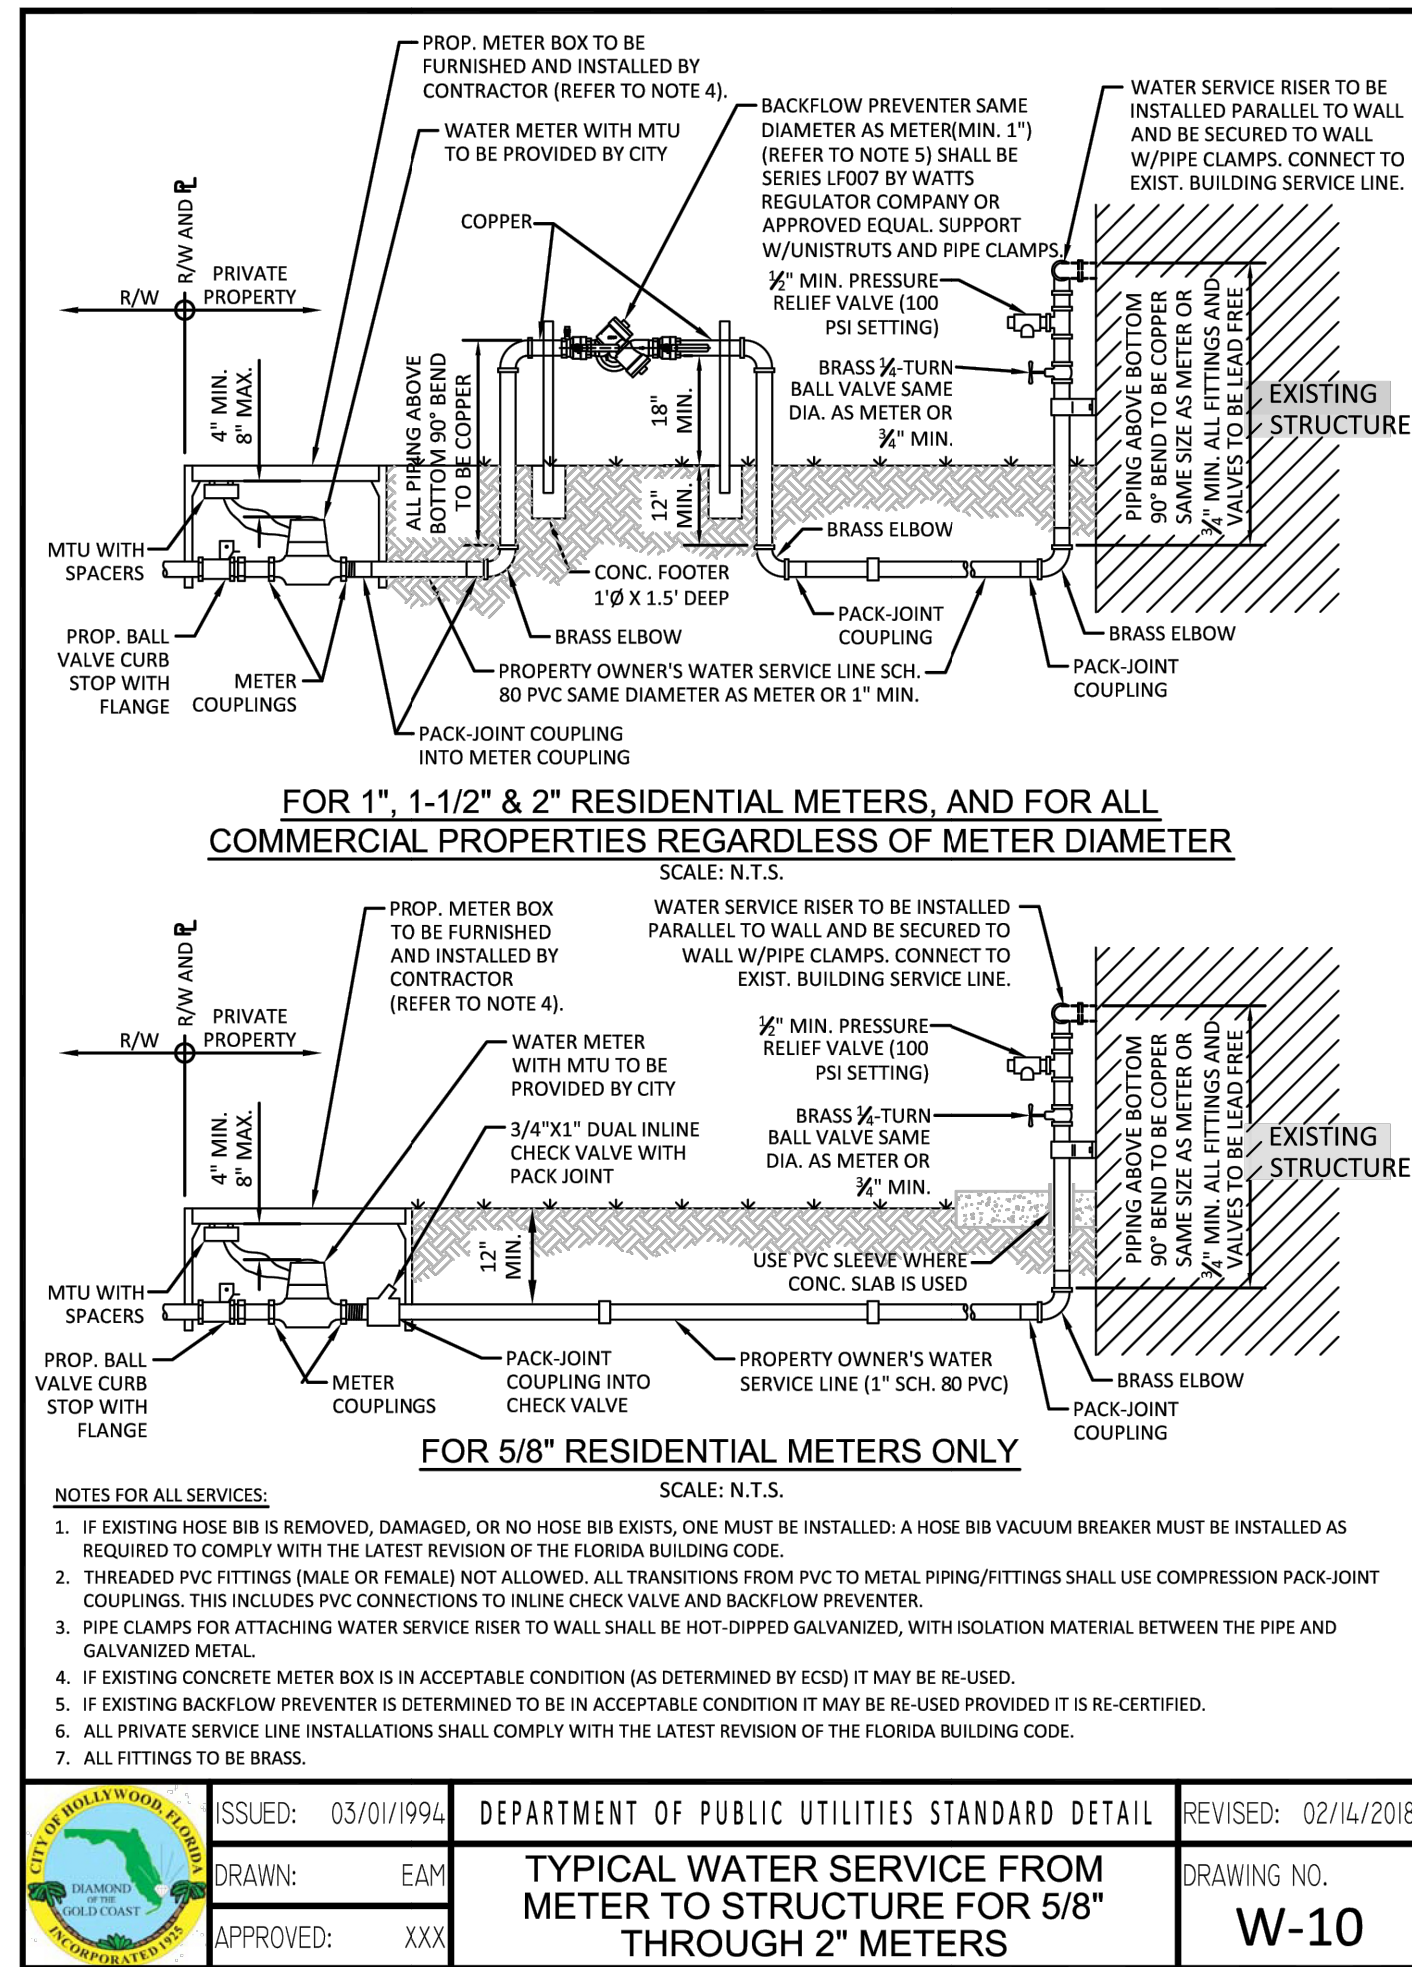 PROP. METER BOX TO BE
FURNISHED AND INSTALLED BY
CONTRACTOR (REFER TO NOTE 4).
WATER METER WITH MTU
TO BE PROVIDED BY CITY
COPPER
BACKFLOW PREVENTER SAME
DIAMETER AS METER(MIN. 1")
(REFER TO NOTE 5) SHALL BE
SERIES LF007 BY WATTS
REGULATOR COMPANY OR
APPROVED EQUAL. SUPPORT
W/UNISTRUTS AND PIPE CLAMPS.
WATER SERVICE RISER TO BE
INSTALLED PARALLEL TO WALL
AND BE SECURED TO WALL
W/PIPE CLAMPS. CONNECT TO
EXIST. BUILDING SERVICE LINE.
R/W AND PL
R/W
PRIVATE
PROPERTY
4" MIN.
8" MAX.
ALL PIPING ABOVE
BOTTOM 90° BEND
TO BE COPPER
18"
MIN.
12"
MIN.
½" MIN. PRESSURE
RELIEF VALVE (100
PSI SETTING)
BRASS ¼-TURN
BALL VALVE SAME
DIA. AS METER OR
¾" MIN.
PIPING ABOVE BOTTOM
90° BEND TO BE COPPER
SAME SIZE AS METER OR
¾" MIN. ALL FITTINGS AND
VALVES TO BE LEAD FREE
EXISTING
STRUCTURE
MTU WITH
SPACERS
PROP. BALL
VALVE CURB
STOP WITH
FLANGE
METER
COUPLINGS
CONC. FOOTER
1'Ø X 1.5' DEEP
BRASS ELBOW
BRASS ELBOW
PACK-JOINT
COUPLING
BRASS ELBOW
PACK-JOINT
COUPLING
PROPERTY OWNER'S WATER SERVICE LINE SCH.
80 PVC SAME DIAMETER AS METER OR 1" MIN.
PACK-JOINT COUPLING
INTO METER COUPLING
FOR 1", 1-1/2" & 2" RESIDENTIAL METERS, AND FOR ALL
COMMERCIAL PROPERTIES REGARDLESS OF METER DIAMETER
SCALE: N.T.S.
PROP. METER BOX
TO BE FURNISHED
AND INSTALLED BY
CONTRACTOR
(REFER TO NOTE 4).
WATER SERVICE RISER TO BE INSTALLED
PARALLEL TO WALL AND BE SECURED TO
WALL W/PIPE CLAMPS. CONNECT TO
EXIST. BUILDING SERVICE LINE.
R/W AND PL
R/W
PRIVATE
PROPERTY
WATER METER
WITH MTU TO BE
PROVIDED BY CITY
3/4"X1" DUAL INLINE
CHECK VALVE WITH
PACK JOINT
4" MIN.
8" MAX.
½" MIN. PRESSURE
RELIEF VALVE (100
PSI SETTING)
BRASS ¼-TURN
BALL VALVE SAME
DIA. AS METER OR
¾" MIN.
12"
MIN.
USE PVC SLEEVE WHERE
CONC. SLAB IS USED
PIPING ABOVE BOTTOM
90° BEND TO BE COPPER
SAME SIZE AS METER OR
¾" MIN. ALL FITTINGS AND
VALVES TO BE LEAD FREE
EXISTING
STRUCTURE
MTU WITH
SPACERS
PROP. BALL
VALVE CURB
STOP WITH
FLANGE
METER
COUPLINGS
PACK-JOINT
COUPLING INTO
CHECK VALVE
PROPERTY OWNER'S WATER
SERVICE LINE (1" SCH. 80 PVC)
BRASS ELBOW
PACK-JOINT
COUPLING
FOR 5/8" RESIDENTIAL METERS ONLY
SCALE: N.T.S.
NOTES FOR ALL SERVICES:
1. IF EXISTING HOSE BIB IS REMOVED, DAMAGED, OR NO HOSE BIB EXISTS, ONE MUST BE INSTALLED: A HOSE BIB VACUUM BREAKER MUST BE INSTALLED AS
REQUIRED TO COMPLY WITH THE LATEST REVISION OF THE FLORIDA BUILDING CODE.
2. THREADED PVC FITTINGS (MALE OR FEMALE) NOT ALLOWED. ALL TRANSITIONS FROM PVC TO METAL PIPING/FITTINGS SHALL USE COMPRESSION PACK-JOINT
COUPLINGS. THIS INCLUDES PVC CONNECTIONS TO INLINE CHECK VALVE AND BACKFLOW PREVENTER.
3. PIPE CLAMPS FOR ATTACHING WATER SERVICE RISER TO WALL SHALL BE HOT-DIPPED GALVANIZED, WITH ISOLATION MATERIAL BETWEEN THE PIPE AND
GALVANIZED METAL.
4. IF EXISTING CONCRETE METER BOX IS IN ACCEPTABLE CONDITION (AS DETERMINED BY ECSD) IT MAY BE RE-USED.
5. IF EXISTING BACKFLOW PREVENTER IS DETERMINED TO BE IN ACCEPTABLE CONDITION IT MAY BE RE-USED PROVIDED IT IS RE-CERTIFIED.
6. ALL PRIVATE SERVICE LINE INSTALLATIONS SHALL COMPLY WITH THE LATEST REVISION OF THE FLORIDA BUILDING CODE.
7. ALL FITTINGS TO BE BRASS.
CITY OF HOLLYWOOD, FLORIDA
DIAMOND
OF THE
GOLD COAST
INCORPORATED 1925
ISSUED: 03/01/1994
DRAWN: EAM
APPROVED: XXX
DEPARTMENT OF PUBLIC UTILITIES STANDARD DETAIL
TYPICAL WATER SERVICE FROM
METER TO STRUCTURE FOR 5/8"
THROUGH 2" METERS
REVISED: 02/14/2018
DRAWING NO.
W-10